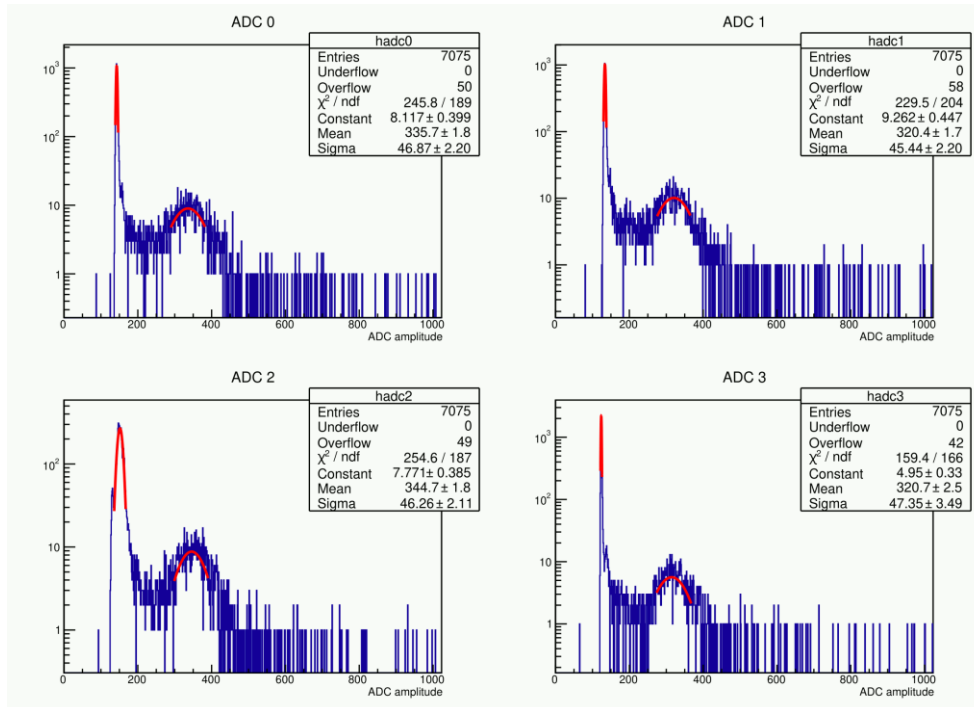 ADC 0
hadc0
Entries 7075
Underflow 0
Overflow 50
χ² / ndf 245.8 / 189
Constant 8.117 ± 0.399
Mean 335.7 ± 1.8
Sigma 46.87 ± 2.20
10³
10²
10
1
0 200 400 600 800 1000
ADC amplitude
ADC 1
hadc1
Entries 7075
Underflow 0
Overflow 58
χ² / ndf 229.5 / 204
Constant 9.262 ± 0.447
Mean 320.4 ± 1.7
Sigma 45.44 ± 2.20
10³
10²
10
1
0 200 400 600 800 1000
ADC amplitude
ADC 2
hadc2
Entries 7075
Underflow 0
Overflow 49
χ² / ndf 254.6 / 187
Constant 7.771 ± 0.385
Mean 344.7 ± 1.8
Sigma 46.26 ± 2.11
10²
10
1
0 200 400 600 800 1000
ADC amplitude
ADC 3
hadc3
Entries 7075
Underflow 0
Overflow 42
χ² / ndf 159.4 / 166
Constant 4.95 ± 0.33
Mean 320.7 ± 2.5
Sigma 47.35 ± 3.49
10³
10²
10
1
0 200 400 600 800 1000
ADC amplitude